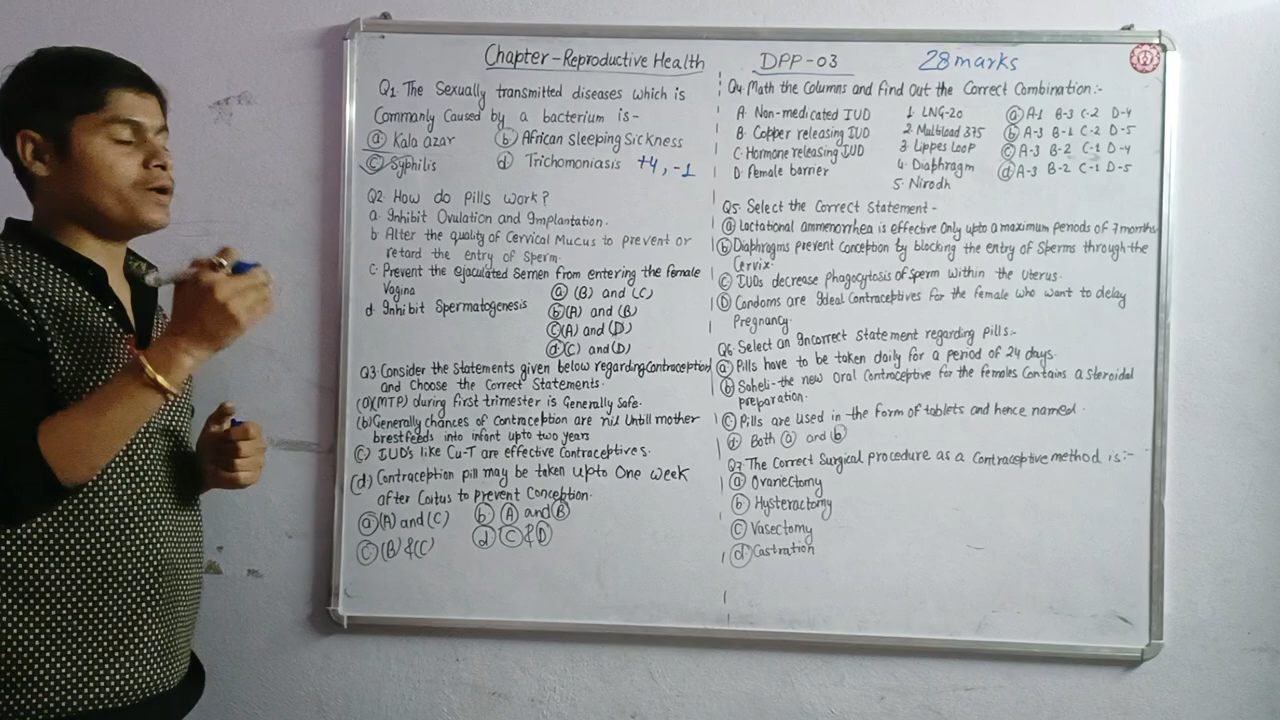 Chapter-Reproductive Health
DPP-03
28 marks
Q1. The Sexually transmitted diseases which is
Commanly Caused by a bacterium is-
(a) Kala azar (b) African sleeping Sickness
(c) Syphilis (d) Trichomoniasis +4, -1
Q2. How do Pills work?
a. Inhibit Ovulation and Implantation.
b Alter the quality of Cervical Mucus to prevent or
retard the entry of Sperm.
C. Prevent the ejaculated Semen from entering the female
Vagina
d. Inhibit Spermatogenesis
(a) (B) and (C)
(b) (A) and (B)
(c) (A) and (D)
(d) (C) and (D)
Q3. Consider the Statements given below regarding Contraception
and Choose the Correct Statements.
(a) (MTP) during first trimester is Generally safe.
(b) Generally chances of Contraception are nil Untill mother
brestfeeds into infant upto two years
(C) IUD's like Cu-T are effective Contraceptives.
(d) Contraception pill may be taken Upto One week
after Coitus to prevent Conception.
(a) (A) and (C) (b) (A) and (B)
(c) (B) & (C) (d) (C) & (D)
Q4 Math the Columns and find Out the Correct Combination:-
A. Non-medicated IUD 1. LNG-20 (a) A-1 B-3 C-2 D-4
B. Copper releasing IUD 2. Multload 375 (b) A-3 B-1 C-2 D-5
C. Hormone releasing IUD 3. Lippes Loop (c) A-3 B-2 C-1 D-4
D. Female barrier 4. Diaphragm (d) A-3 B-2 C-1 D-5
5. Nirodh
Q5. Select the Correct Statement-
(a) Lactational ammenorrhea is effective Only upto a maximum periods of 7 months
(b) Diaphragms prevent Conception by blocking the entry of Sperms through the
Cervix.
(c) IUDs decrease phagocytosis of sperm within the Uterus.
(D) Condoms are Ideal Contraceptives for the female who want to delay
Pregnancy.
Q6. Select an Incorrect Statement regarding pills:-
(a) Pills have to be taken daily for a period of 24 days.
(b) Saheli- the new Oral Contraceptive for the females Contains a steroidal
preparation.
(c) Pills are used in the form of tablets and hence named.
(d) Both (a) and (b)
Q7. The Correct Surgical procedure as a Contraceptive method is:-
(a) Ovariectomy
(b) Hysteractomy
(c) Vasectomy
(d) Castration